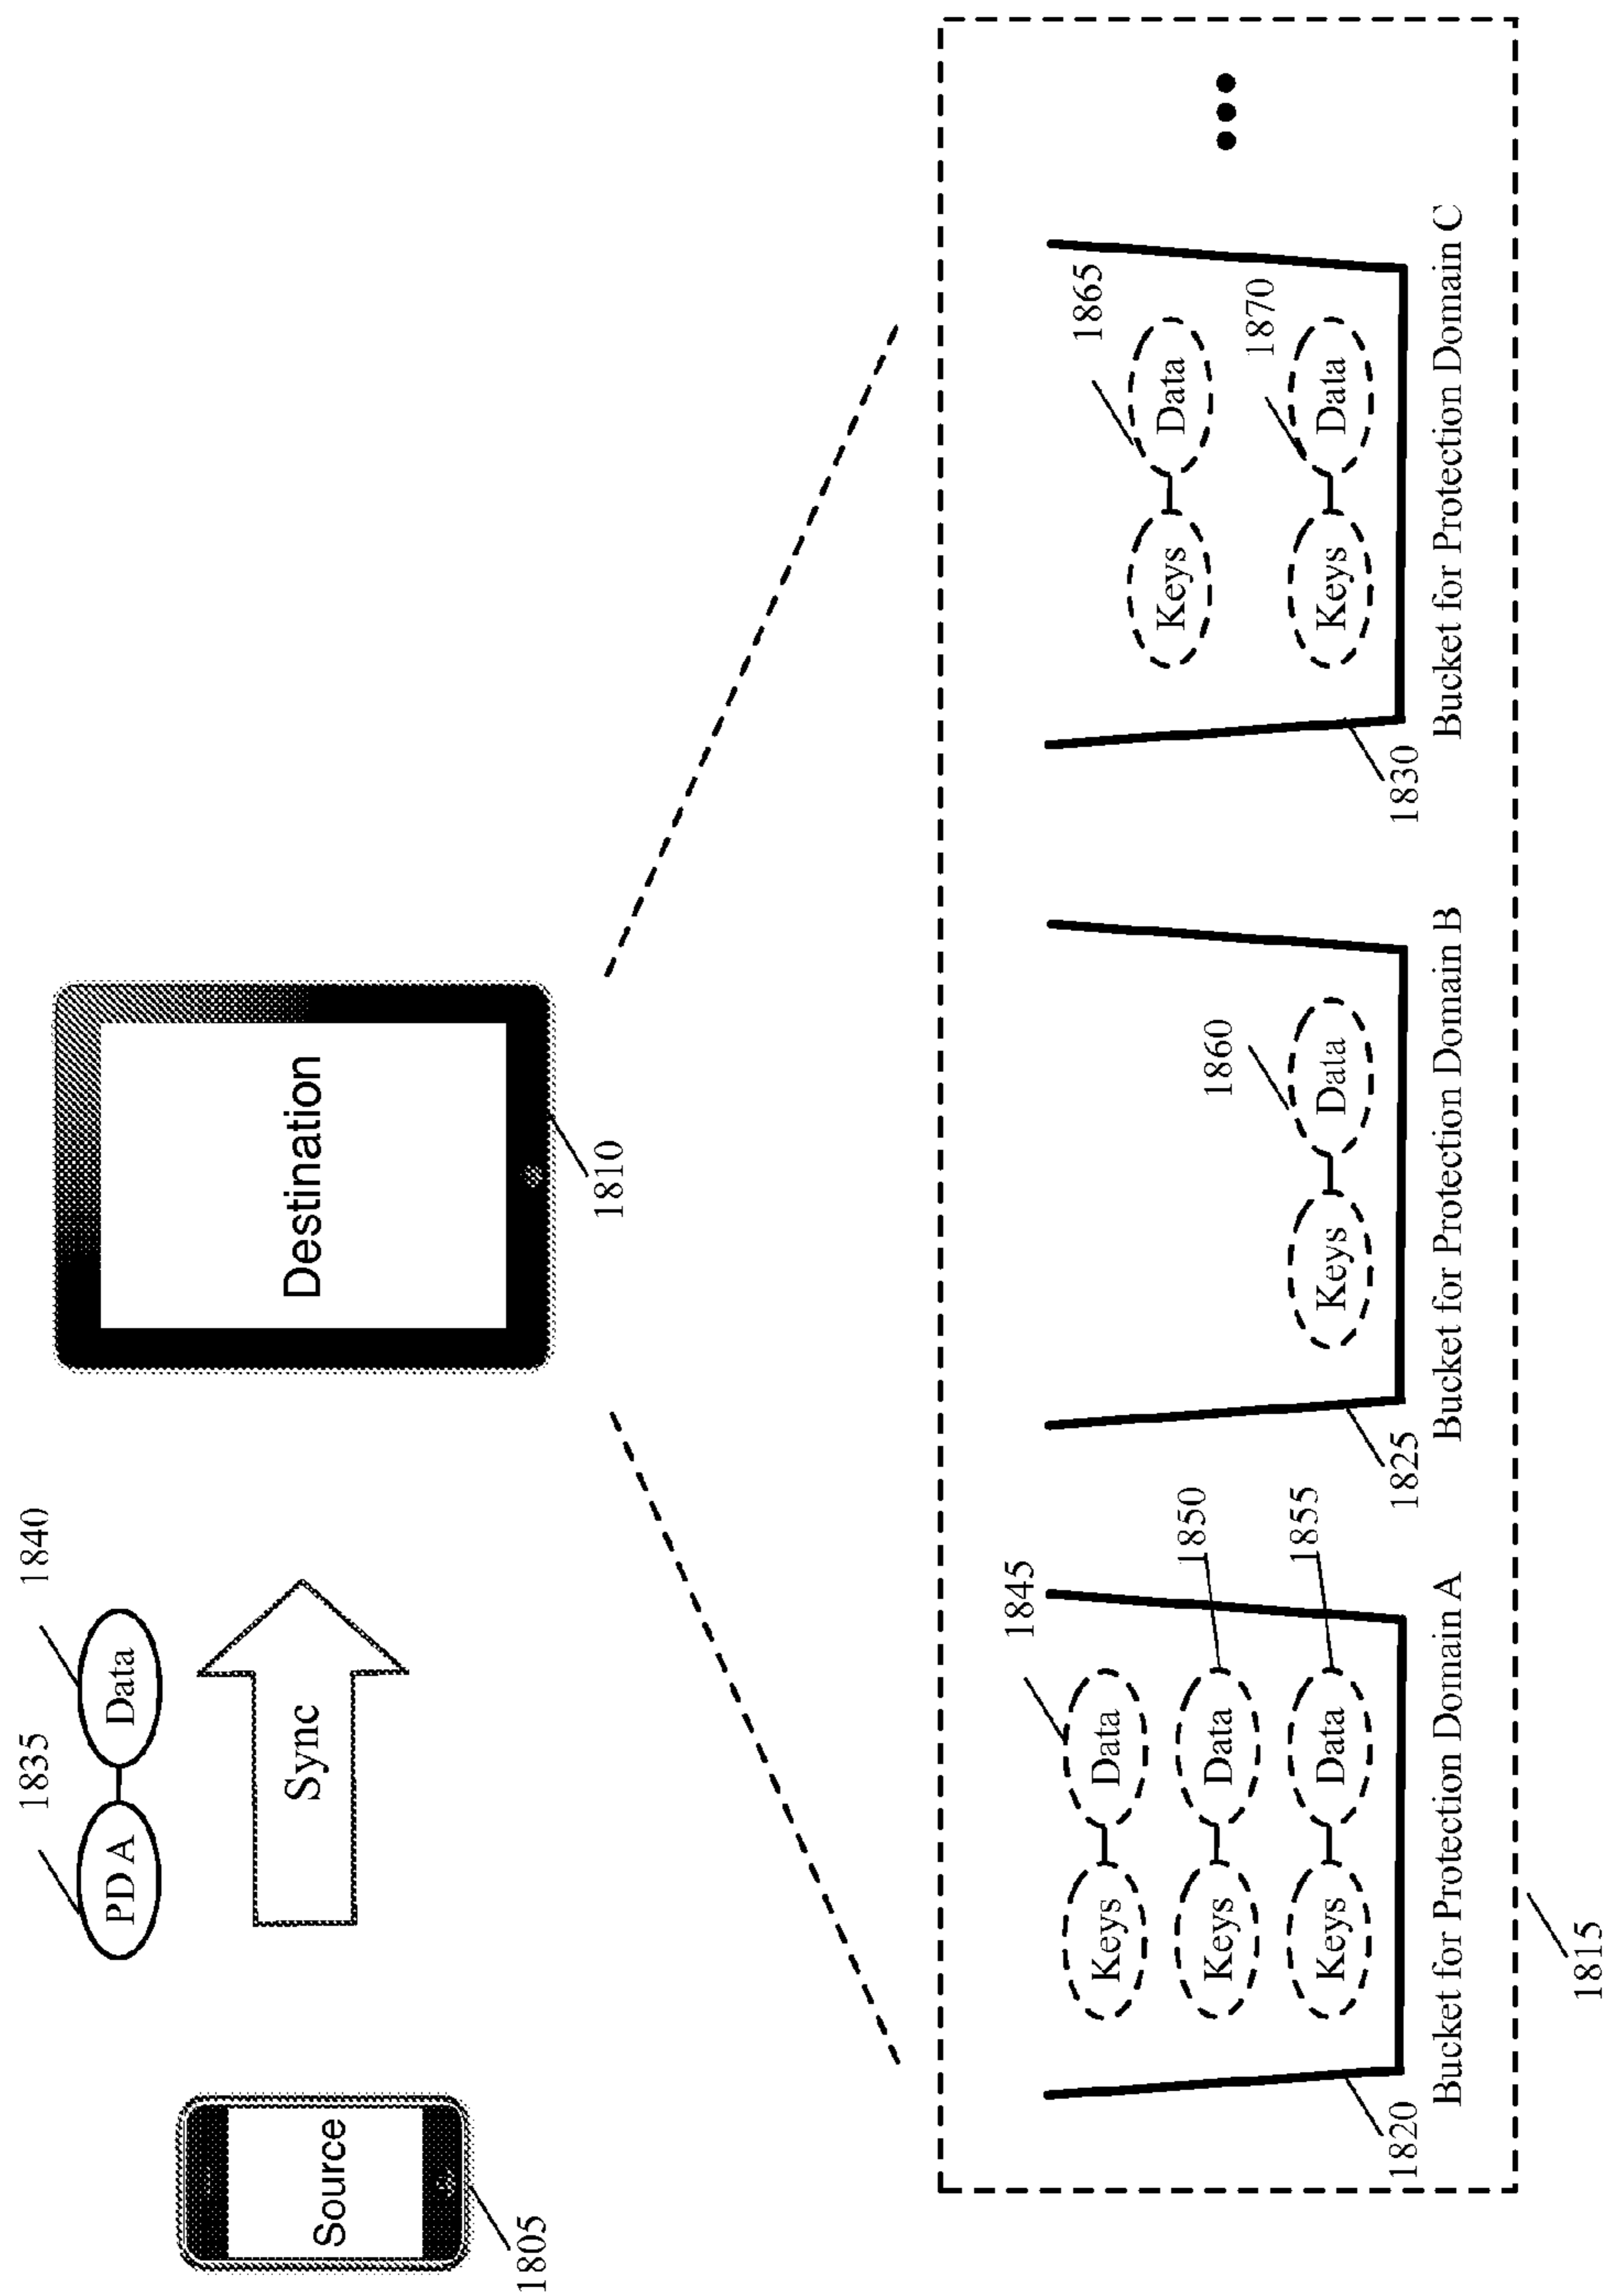 1835
1840
PD A
Data
Sync
Source
1805
Destination
1810
1845
Keys
Data
1850
Keys
Data
1855
Keys
Data
1820
Bucket for Protection Domain A
1860
Keys
Data
1825
Bucket for Protection Domain B
1865
Keys
Data
1870
Keys
Data
1830
Bucket for Protection Domain C
1815